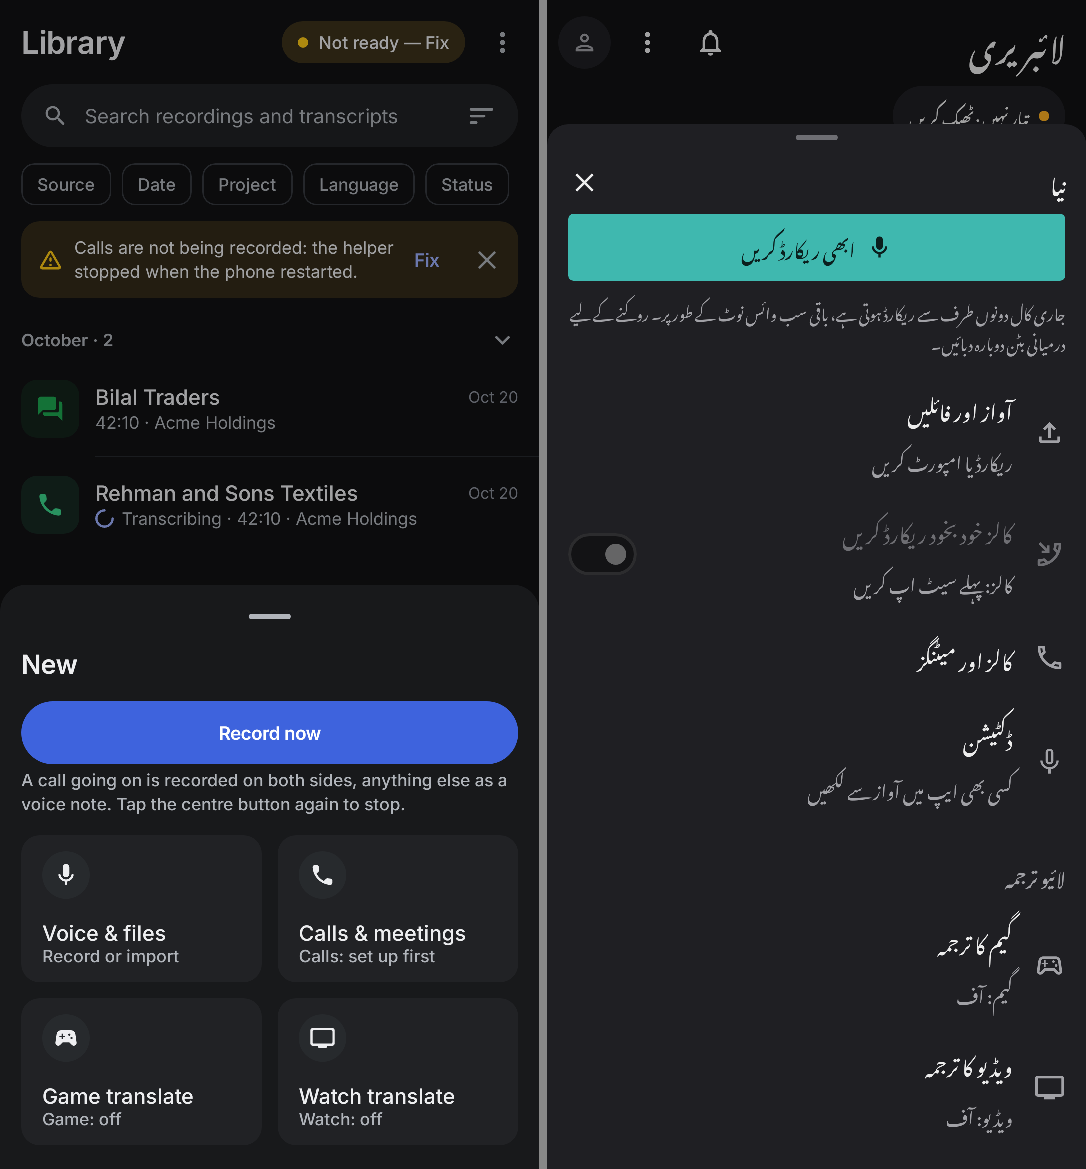 Library
Not ready — Fix
Search recordings and transcripts
Source
Date
Project
Language
Status
Calls are not being recorded: the helper
stopped when the phone restarted.
Fix
October · 2
Bilal Traders
Oct 20
42:10 · Acme Holdings
Rehman and Sons Textiles
Oct 20
Transcribing · 42:10 · Acme Holdings
New
Record now
A call going on is recorded on both sides, anything else as a
voice note. Tap the centre button again to stop.
Voice & files
Record or import
Calls & meetings
Calls: set up first
Game translate
Game: off
Watch translate
Watch: off
لائبریری
تیار نہیں: ٹھیک کریں
نیا
ابھی ریکارڈ کریں
جاری کال دونوں طرف سے ریکارڈ ہوتی ہے، باقی سب وائس نوٹ کے طور پر۔ روکنے کے لیے
درمیانی بٹن دوبارہ دبائیں۔
آواز اور فائلیں
ریکارڈ یا امپورٹ کریں
کالز خود بخود ریکارڈ کریں
کالز: پہلے سیٹ اپ کریں
کالز اور میٹنگز
ڈکٹیشن
کسی بھی ایپ میں آواز سے لکھیں
لائیو ترجمہ
گیم کا ترجمہ
گیم: آف
ویڈیو کا ترجمہ
ویڈیو: آف